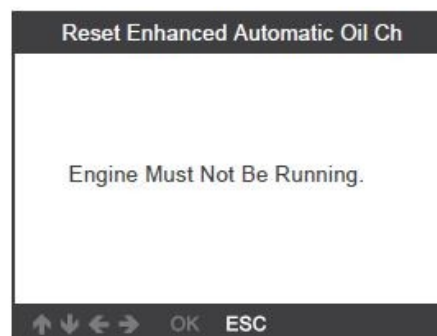 Reset Enhanced Automatic Oil Ch
Engine Must Not Be Running.
OK ESC